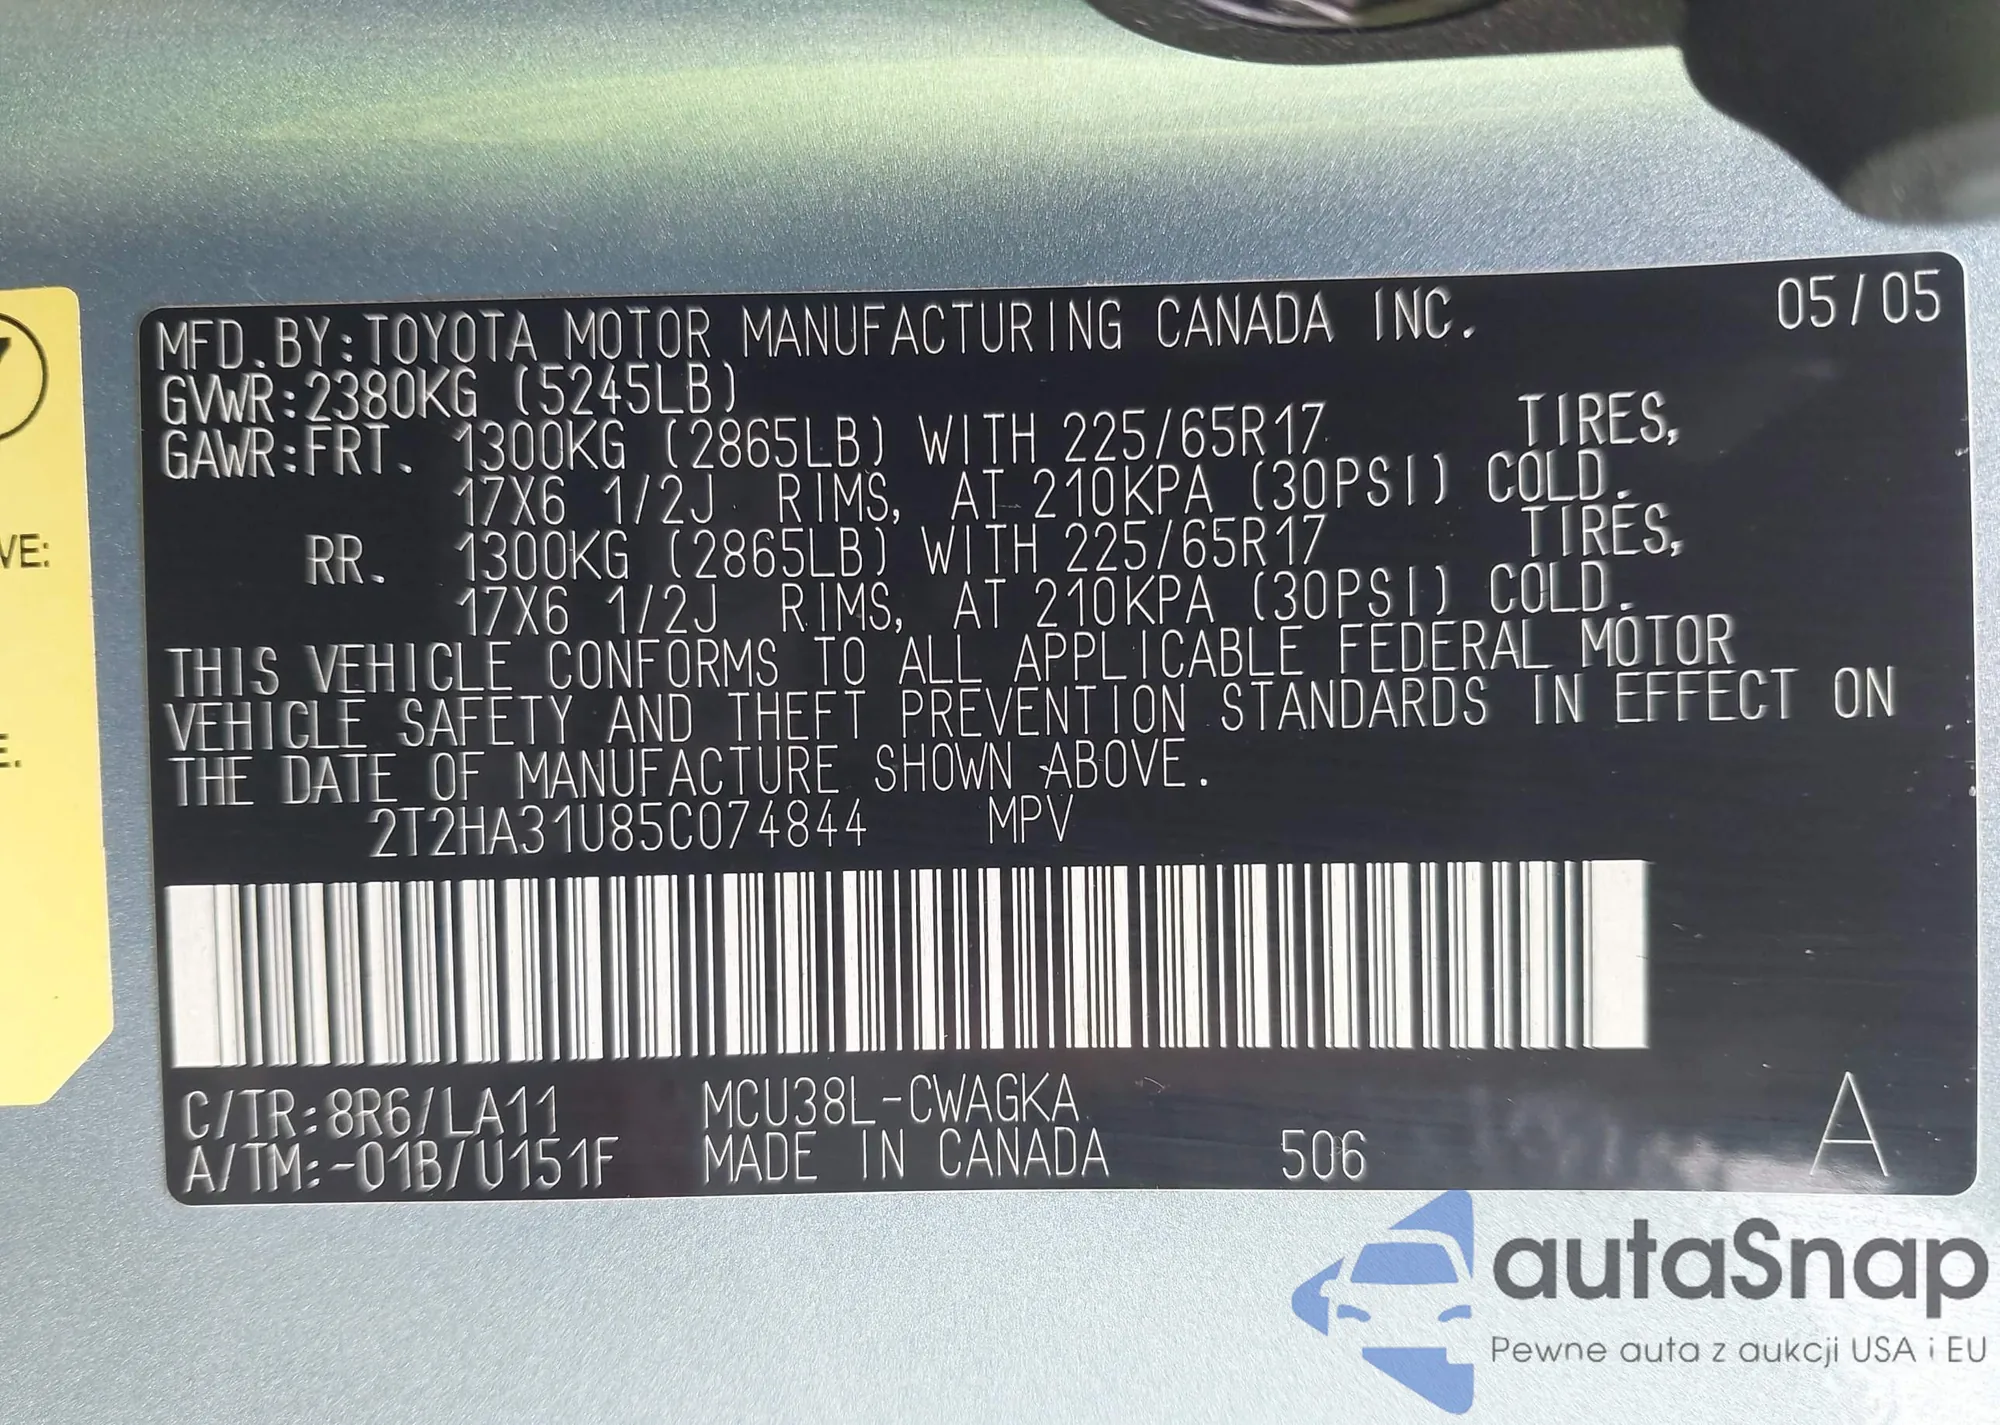 MFD.BY:TOYOTA MOTOR MANUFACTURING CANADA INC. 05/05
GVWR:2380KG (5245LB)
GAWR:FRT. 1300KG (2865LB) WITH 225/65R17 TIRES,
17X6 1/2J RIMS, AT 210KPA (30PSI) COLD.
RR. 1300KG (2865LB) WITH 225/65R17 TIRES,
17X6 1/2J RIMS, AT 210KPA (30PSI) COLD.
THIS VEHICLE CONFORMS TO ALL APPLICABLE FEDERAL MOTOR
VEHICLE SAFETY AND THEFT PREVENTION STANDARDS IN EFFECT ON
THE DATE OF MANUFACTURE SHOWN ABOVE.
2T2HA31U85C074844 MPV
C/TR:8R6/LA11 MCU38L-CWAGKA A
A/TM:-01B/U151F MADE IN CANADA 506
VE:
E.
autaSnap
Pewne auta z aukcji USA i EU